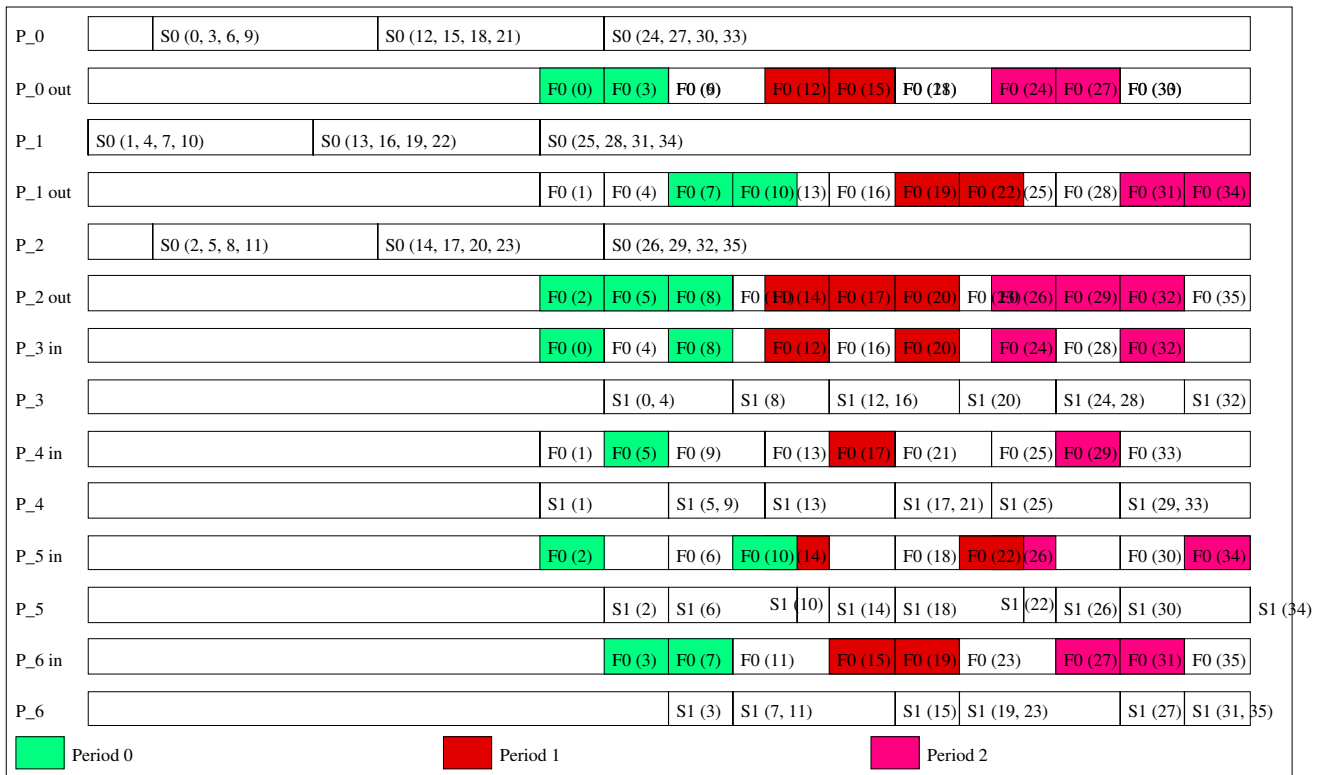 P_0 S0 (0, 3, 6, 9) S0 (12, 15, 18, 21) S0 (24, 27, 30, 33)
P_0 out F0 (0) F0 (3) F0 F0 (12) F0 (15) F0 F0 (24) F0 (27) F0
P_1 S0 (1, 4, 7, 10) S0 (13, 16, 19, 22) S0 (25, 28, 31, 34)
P_1 out F0 (1) F0 (4) F0 (7) F0 (10) (13) F0 (16) F0 (19) F0 (22) (25) F0 (28) F0 (31) F0 (34)
P_2 S0 (2, 5, 8, 11) S0 (14, 17, 20, 23) S0 (26, 29, 32, 35)
P_2 out F0 (2) F0 (5) F0 (8) F0 (14) F0 (17) F0 (20) F0 (26) F0 (29) F0 (32) F0 (35)
P_3 in F0 (0) F0 (4) F0 (8) F0 (12) F0 (16) F0 (20) F0 (24) F0 (28) F0 (32)
P_3 S1 (0, 4) S1 (8) S1 (12, 16) S1 (20) S1 (24, 28) S1 (32)
P_4 in F0 (1) F0 (5) F0 (9) F0 (13) F0 (17) F0 (21) F0 (25) F0 (29) F0 (33)
P_4 S1 (1) S1 (5, 9) S1 (13) S1 (17, 21) S1 (25) S1 (29, 33)
P_5 in F0 (2) F0 (6) F0 (10) (14) F0 (18) F0 (22) (26) F0 (30) F0 (34)
P_5 S1 (2) S1 (6) S1 (10) S1 (14) S1 (18) S1 (22) S1 (26) S1 (30) S1 (34)
P_6 in F0 (3) F0 (7) F0 (11) F0 (15) F0 (19) F0 (23) F0 (27) F0 (31) F0 (35)
P_6 S1 (3) S1 (7, 11) S1 (15) S1 (19, 23) S1 (27) S1 (31, 35)
Period 0 Period 1 Period 2